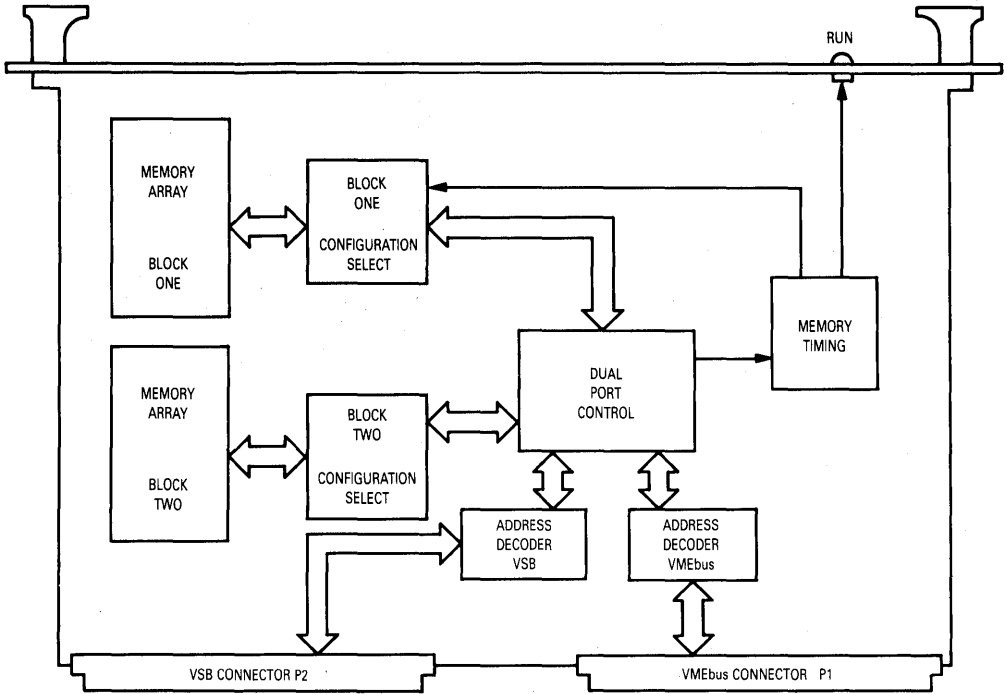 RUN
MEMORY
ARRAY
BLOCK
ONE
BLOCK
ONE
CONFIGURATION
SELECT
MEMORY
TIMING
DUAL
PORT
CONTROL
MEMORY
ARRAY
BLOCK
TWO
BLOCK
TWO
CONFIGURATION
SELECT
ADDRESS
DECODER
VSB
ADDRESS
DECODER
VMEbus
VSB CONNECTOR P2
VMEbus CONNECTOR P1